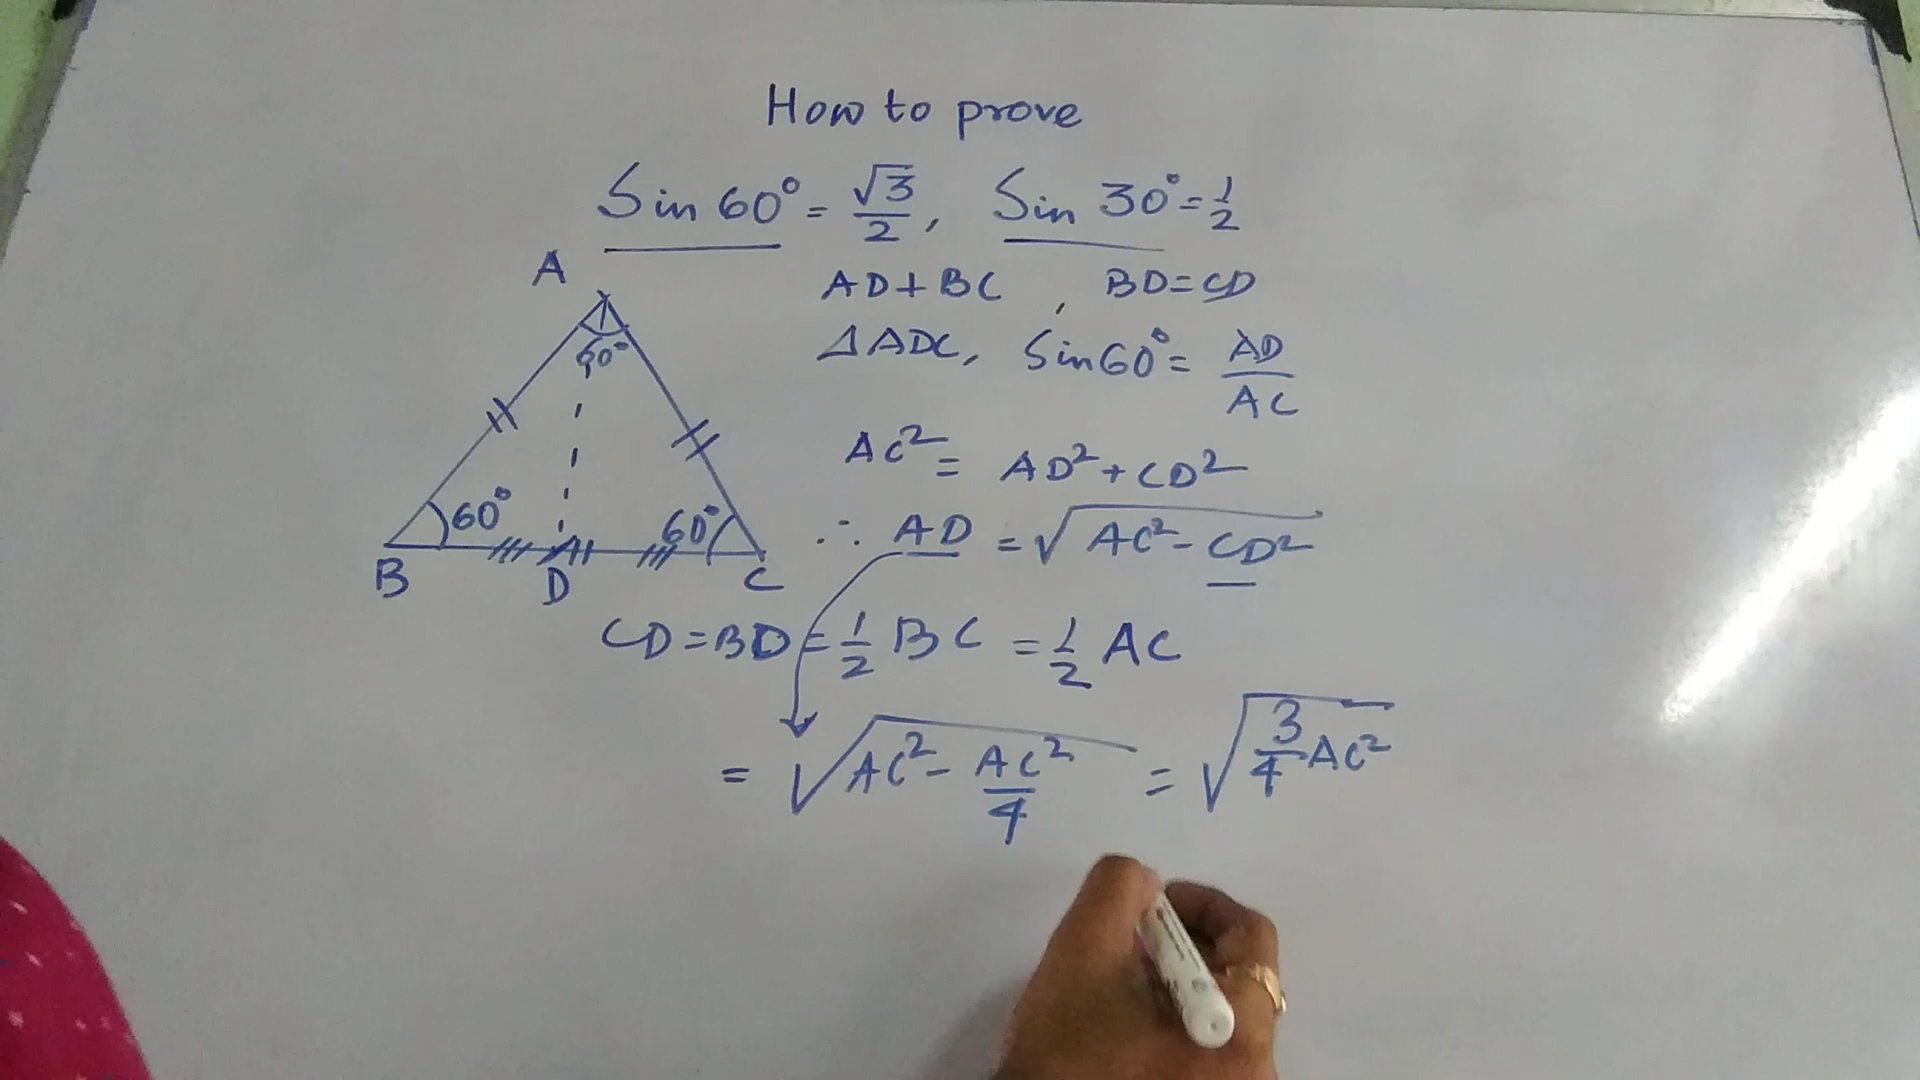 How to prove
Sin 60° = √3/2, Sin 30° = 1/2
A
AD+BC, BD=CD
60°
ΔADC, Sin60° = AD/AC
AC² = AD²+CD²
60° 60°
∴ AD = √(AC²-CD²)
B D C
CD=BD=1/2 BC = 1/2 AC
= √(AC²-AC²/4) = √(3/4 AC²)